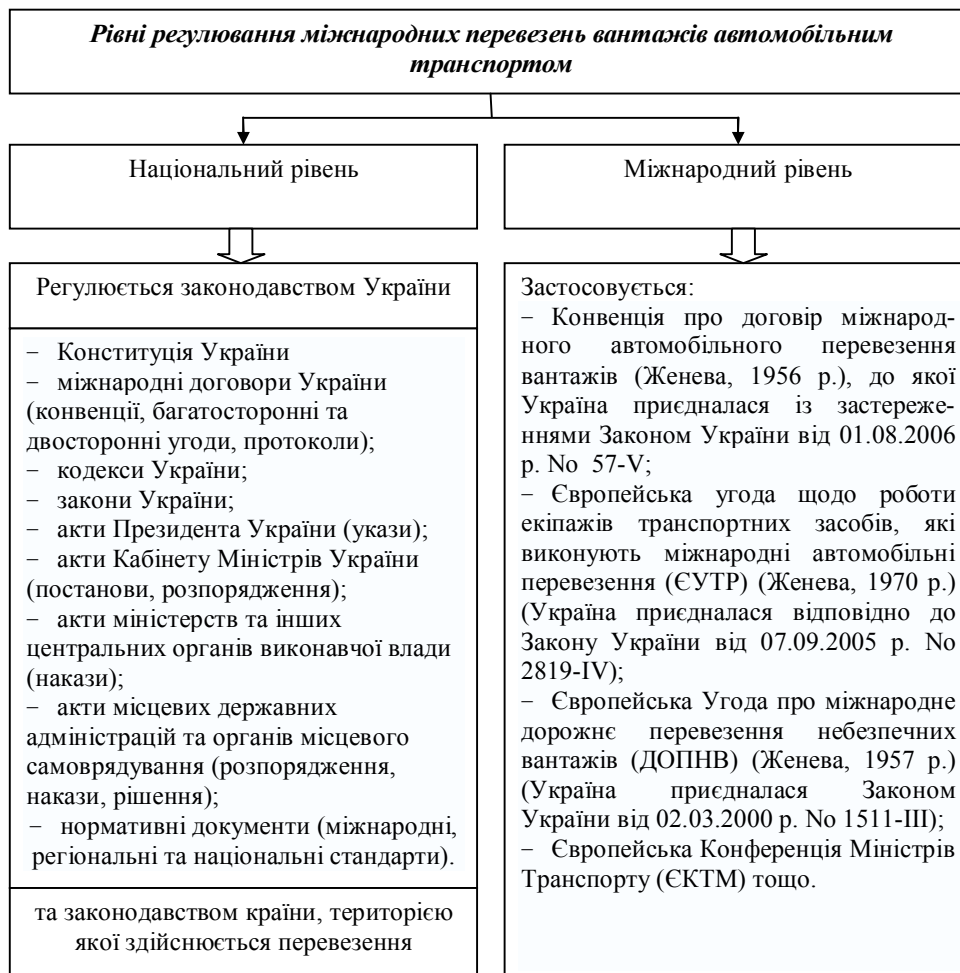 Рівні регулювання міжнародних перевезень вантажів автомобільним
транспортом
Національний рівень
Міжнародний рівень
Регулюється законодавством України
– Конституція України
– міжнародні договори України
(конвенції, багатосторонні та
двосторонні угоди, протоколи);
– кодекси України;
– закони України;
– акти Президента України (укази);
– акти Кабінету Міністрів України
(постанови, розпорядження);
– акти міністерств та інших
центральних органів виконавчої влади
(накази);
– акти місцевих державних
адміністрацій та органів місцевого
самоврядування (розпорядження,
накази, рішення);
– нормативні документи (міжнародні,
регіональні та національні стандарти).
та законодавством країни, територією
якої здійснюється перевезення
Застосовується:
– Конвенція про договір міжнарод-
ного автомобільного перевезення
вантажів (Женева, 1956 р.), до якої
Україна приєдналася із застереже-
ннями Законом України від 01.08.2006
р. No 57-V;
– Європейська угода щодо роботи
екіпажів транспортних засобів, які
виконують міжнародні автомобільні
перевезення (ЄУТР) (Женева, 1970 р.)
(Україна приєдналася відповідно до
Закону України від 07.09.2005 р. No
2819-IV);
– Європейська Угода про міжнародне
дорожнє перевезення небезпечних
вантажів (ДОПНВ) (Женева, 1957 р.)
(Україна приєдналася Законом
України від 02.03.2000 р. No 1511-III);
– Європейська Конференція Міністрів
Транспорту (ЄКТМ) тощо.